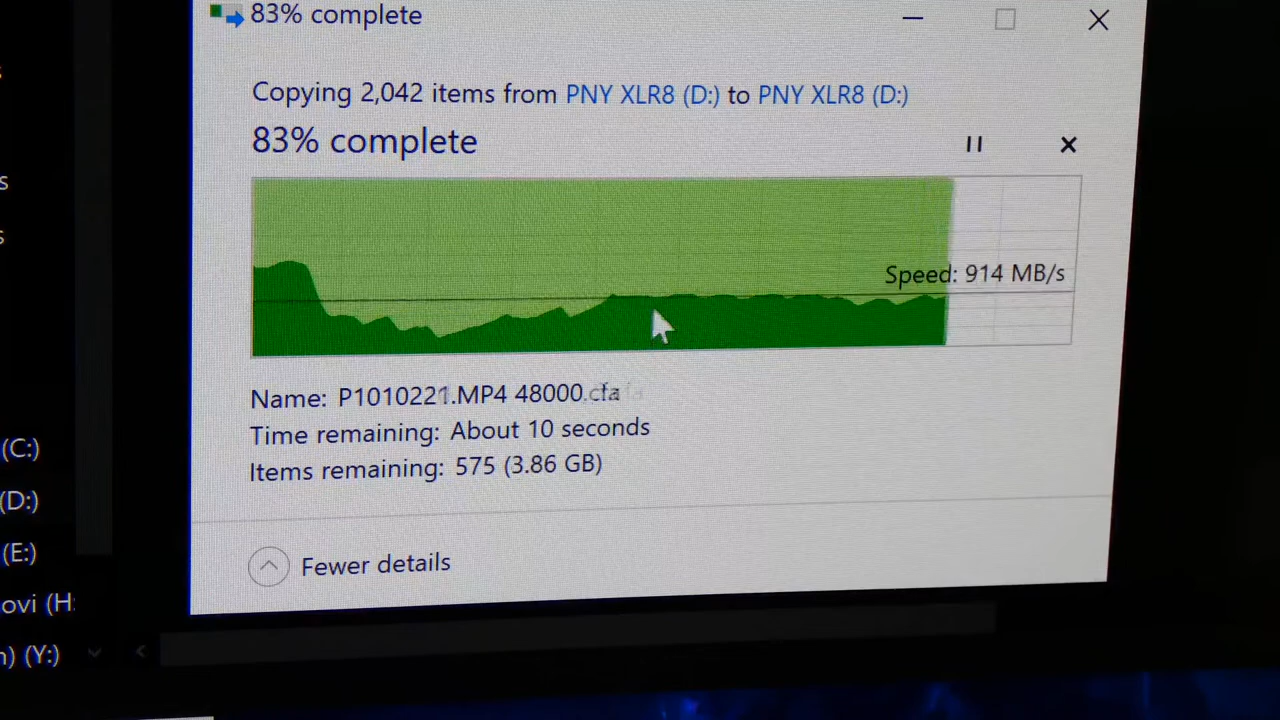 83% complete
Copying 2,042 items from PNY XLR8 (D:) to PNY XLR8 (D:)
83% complete
Speed: 914 MB/s
Name: P1010221.MP4 48000.cfa
Time remaining: About 10 seconds
Items remaining: 575 (3.86 GB)
Fewer details
s
s
(C:)
(D:)
(E:)
ovi (H:
) (Y:)